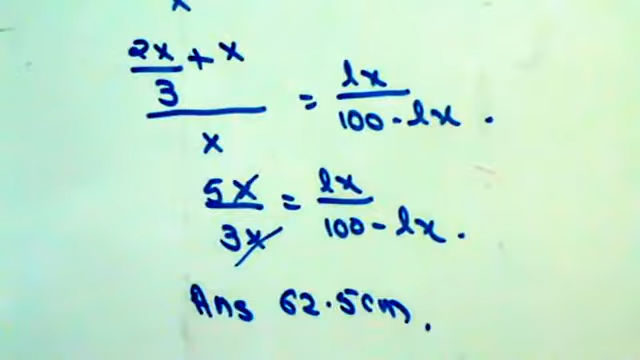 x
2x/3 + x / x = lx / 100 - lx .
5x / 3x = lx / 100 - lx .
Ans 62.5cm.